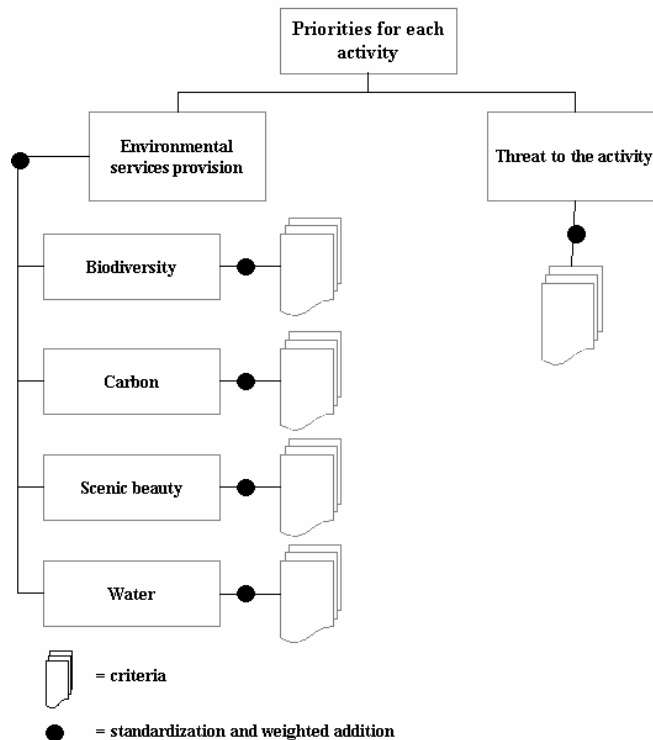 Priorities for each
activity
Environmental
services provision
Threat to the activity
Biodiversity
Carbon
Scenic beauty
Water
= criteria
= standardization and weighted addition